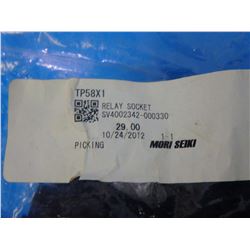 TP58X1
RELAY SOCKET
SV4002342-000330
29.00
10/24/2012 1-1
PICKING MORI SEIKI